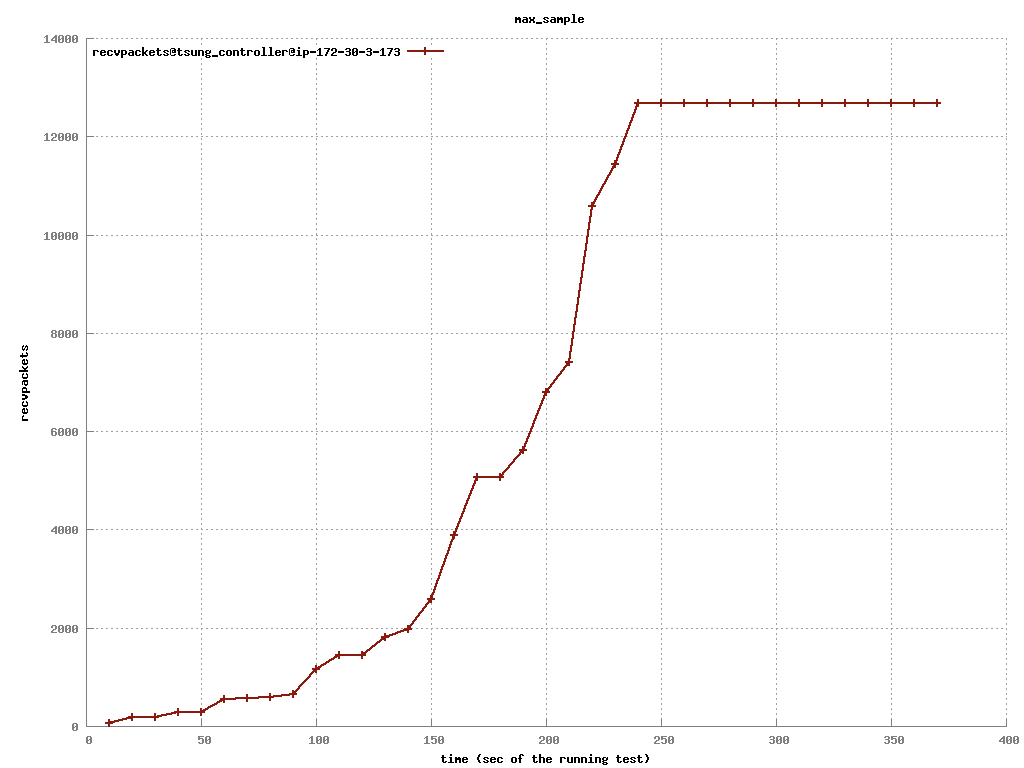 max_sample
recvpackets@tsung_controller@ip-172-30-3-173
14000
12000
10000
8000
6000
4000
2000
0
recvpackets
0 50 100 150 200 250 300 350 400
time (sec of the running test)